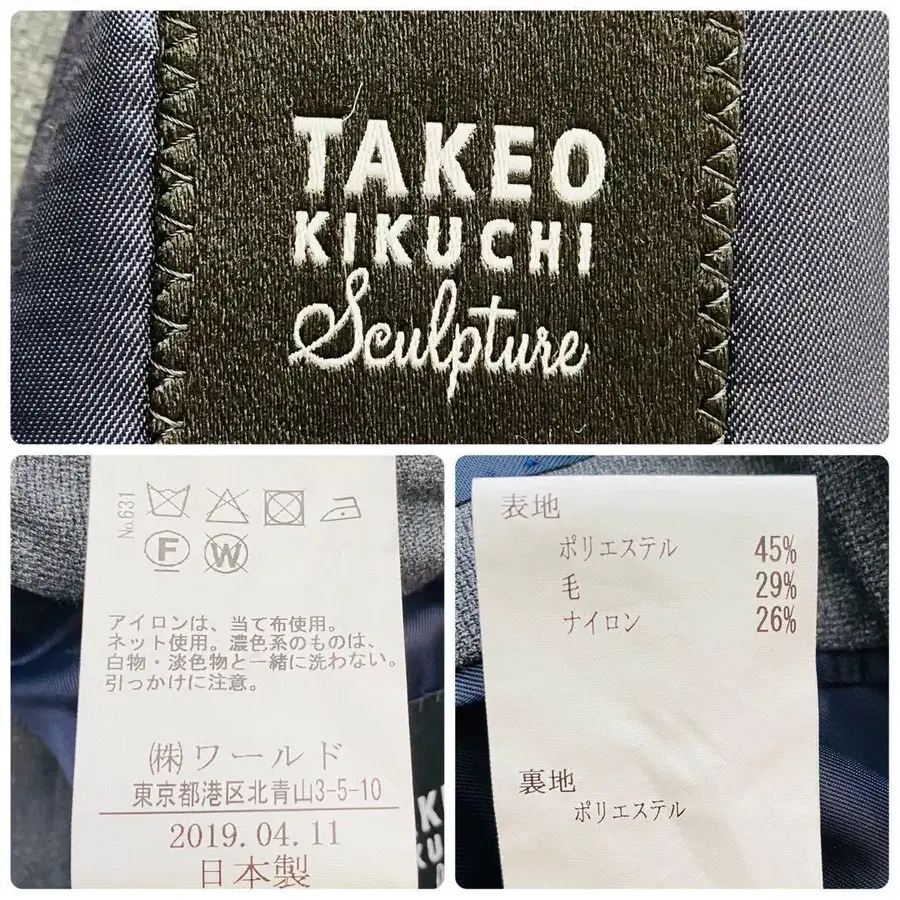 TAKEO
KIKUCHI
Sculpture
No.631
F W
アイロンは、当て布使用。
ネット使用。濃色系のものは、
白物・淡色物と一緒に洗わない。
引っかけに注意。
㈱ワールド
東京都港区北青山3-5-10
2019.04.11
日本製
表地
ポリエステル 45%
毛 29%
ナイロン 26%
裏地
ポリエステル